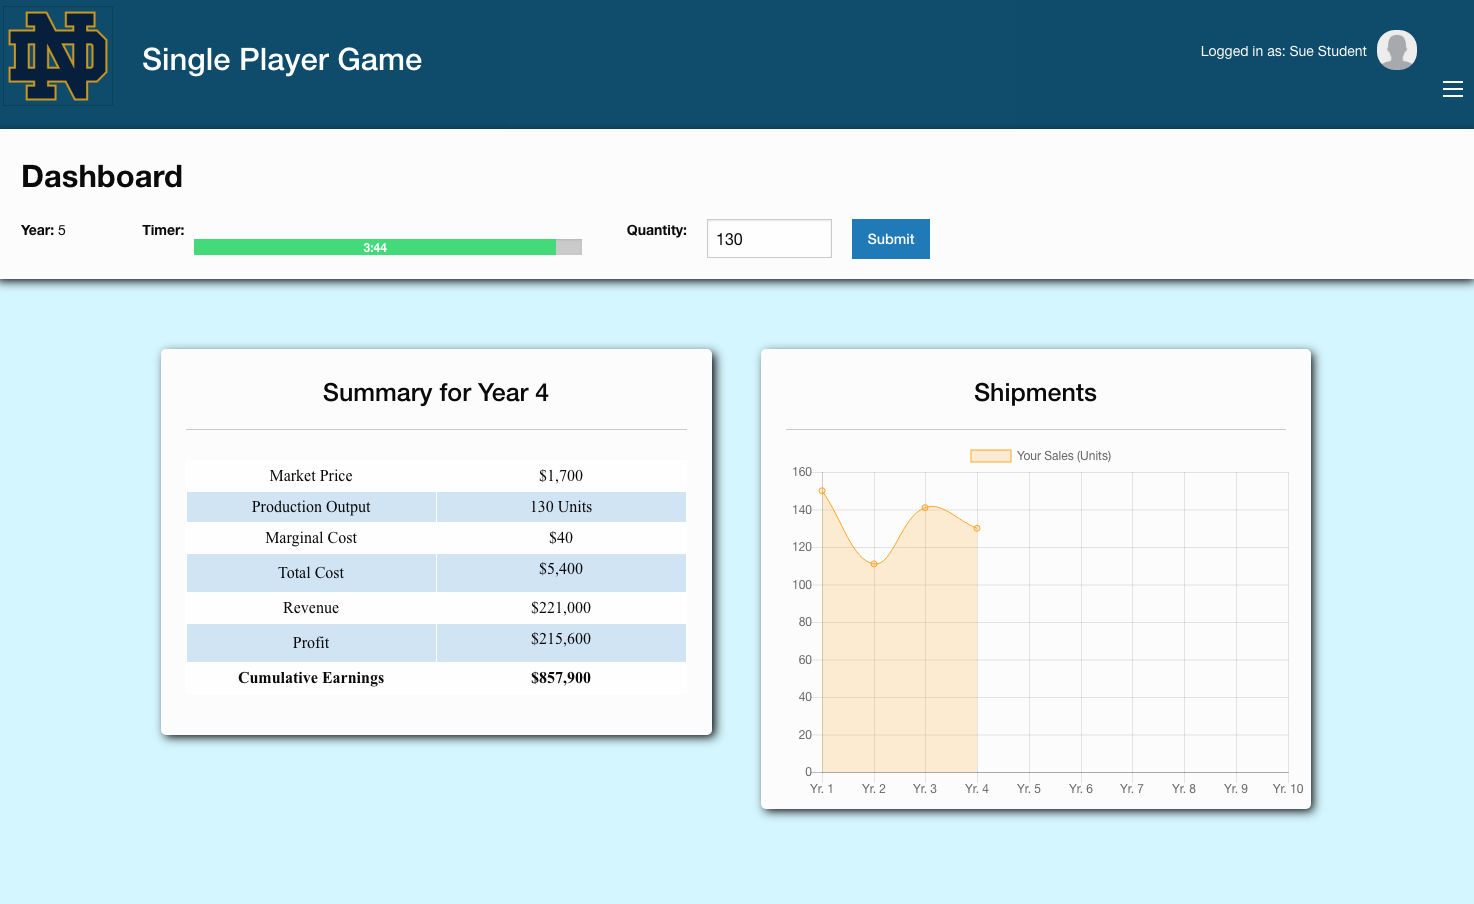 ND
Single Player Game
Logged in as: Sue Student
Dashboard
Year: 5
Timer:
3:44
Quantity:
130
Submit
Summary for Year 4
Market Price $1,700
Production Output 130 Units
Marginal Cost $40
Total Cost $5,400
Revenue $221,000
Profit $215,600
Cumulative Earnings $857,900
Shipments
Your Sales (Units)
160
140
120
100
80
60
40
20
0
Yr. 1 Yr. 2 Yr. 3 Yr. 4 Yr. 5 Yr. 6 Yr. 7 Yr. 8 Yr. 9 Yr. 10